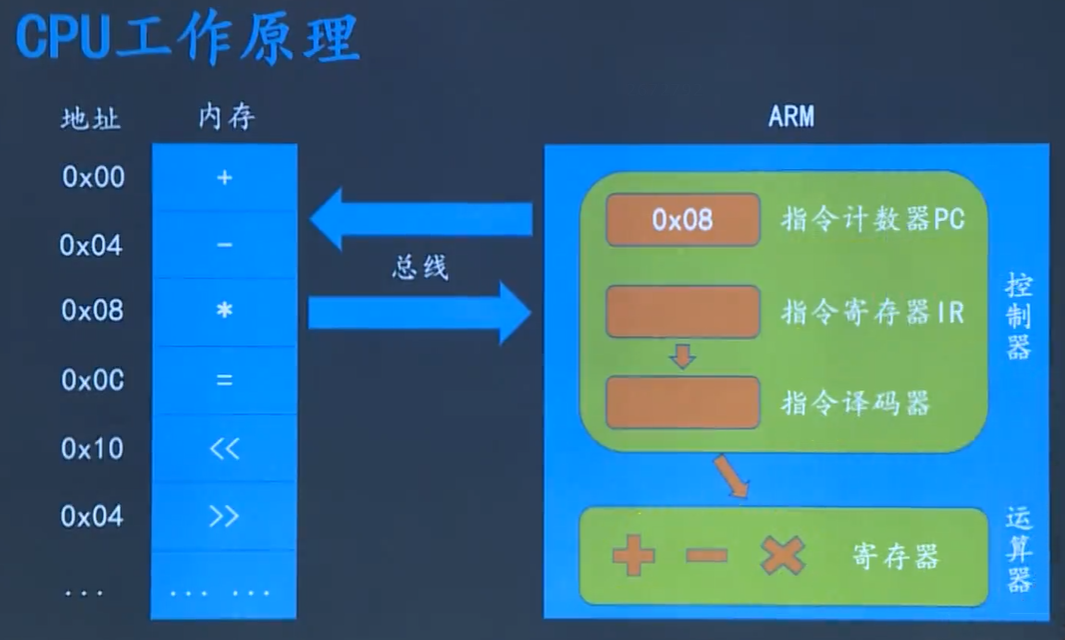 CPU工作原理
地址 内存 ARM
0x00 +
0x04 −
0x08 *
0x0C =
0x10 <<
0x04 >>
... ... ...
总线
0x08 指令计数器PC
指令寄存器IR
指令译码器
控制器
寄存器
运算器